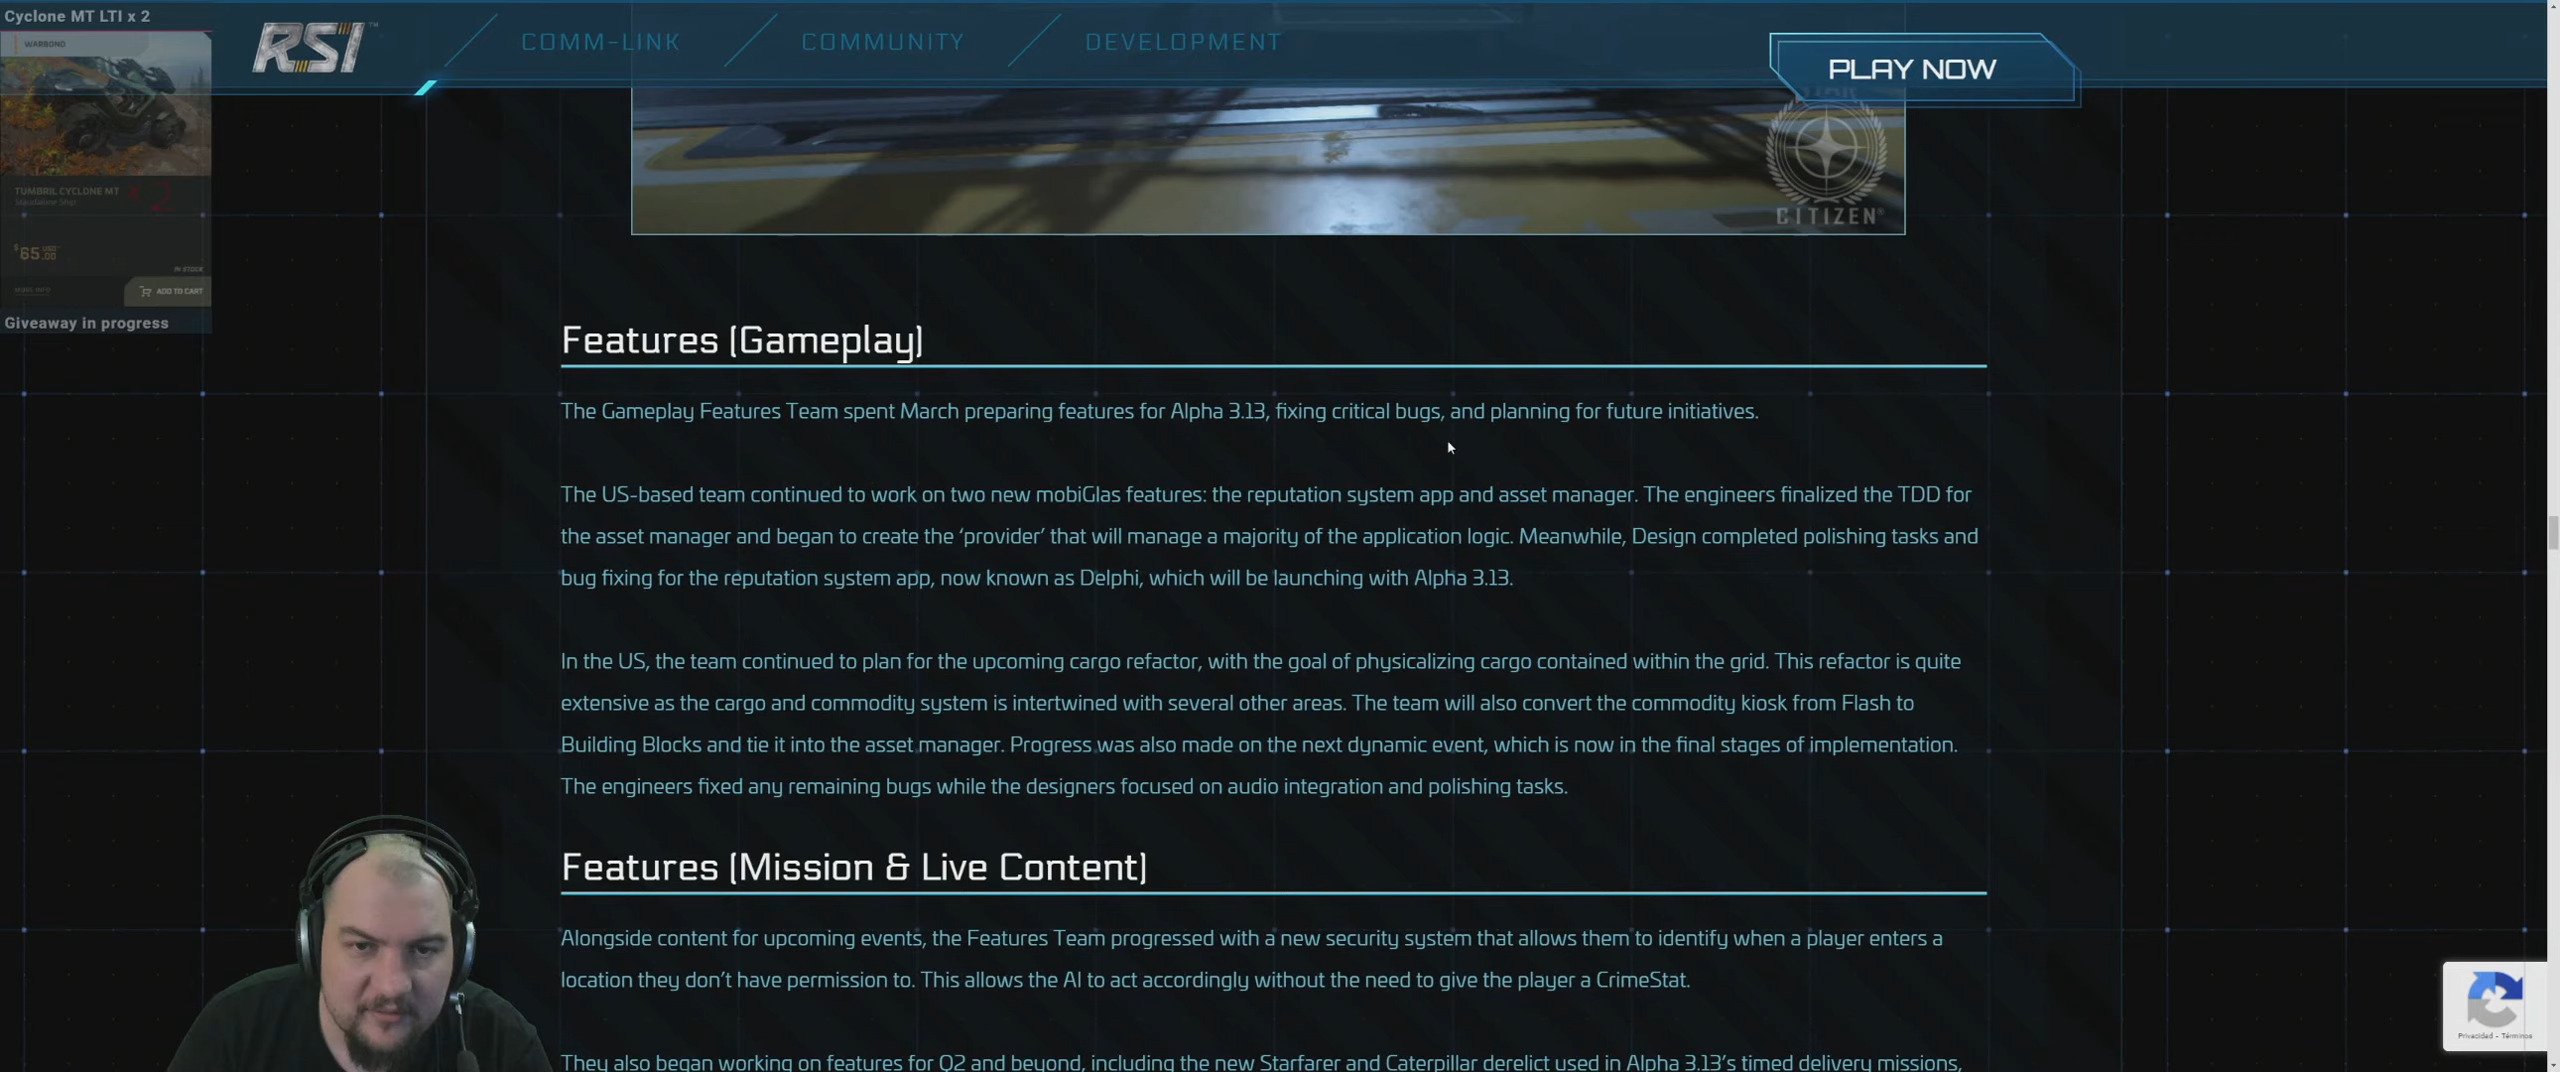 Cyclone MT LTI x 2
WARBOND
TUMBRIL CYCLONE MT
Standalone Ship
x 2
$65.00 USD
IN STOCK
MORE INFO
ADD TO CART
Giveaway in progress
RSI™
COMM-LINK
COMMUNITY
DEVELOPMENT
PLAY NOW
STAR
CITIZEN®
Features (Gameplay)
The Gameplay Features Team spent March preparing features for Alpha 3.13, fixing critical bugs, and planning for future initiatives.
The US-based team continued to work on two new mobiGlas features: the reputation system app and asset manager. The engineers finalized the TDD for
the asset manager and began to create the ‘provider’ that will manage a majority of the application logic. Meanwhile, Design completed polishing tasks and
bug fixing for the reputation system app, now known as Delphi, which will be launching with Alpha 3.13.
In the US, the team continued to plan for the upcoming cargo refactor, with the goal of physicalizing cargo contained within the grid. This refactor is quite
extensive as the cargo and commodity system is intertwined with several other areas. The team will also convert the commodity kiosk from Flash to
Building Blocks and tie it into the asset manager. Progress was also made on the next dynamic event, which is now in the final stages of implementation.
The engineers fixed any remaining bugs while the designers focused on audio integration and polishing tasks.
Features (Mission & Live Content)
Alongside content for upcoming events, the Features Team progressed with a new security system that allows them to identify when a player enters a
location they don’t have permission to. This allows the AI to act accordingly without the need to give the player a CrimeStat.
They also began working on features for Q2 and beyond, including the new Starfarer and Caterpillar derelict used in Alpha 3.13’s timed delivery missions,
Privacidad - Términos